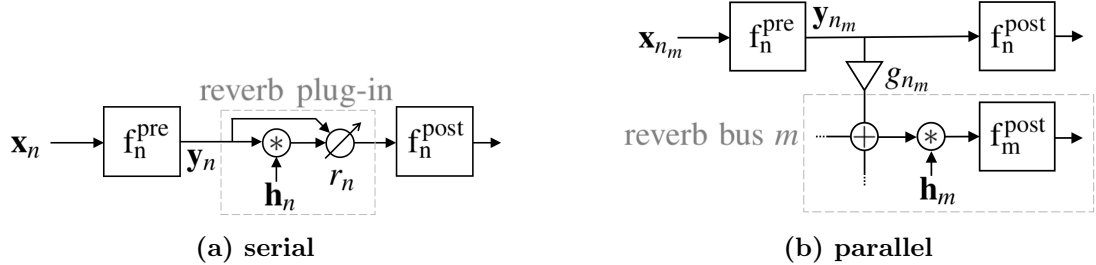 reverb plug-in
x_n
f_n^pre
y_n
*
h_n
r_n
f_n^post
(a) serial
x_{n_m}
f_n^pre
y_{n_m}
f_n^post
g_{n_m}
reverb bus m
+
*
h_m
f_m^post
(b) parallel